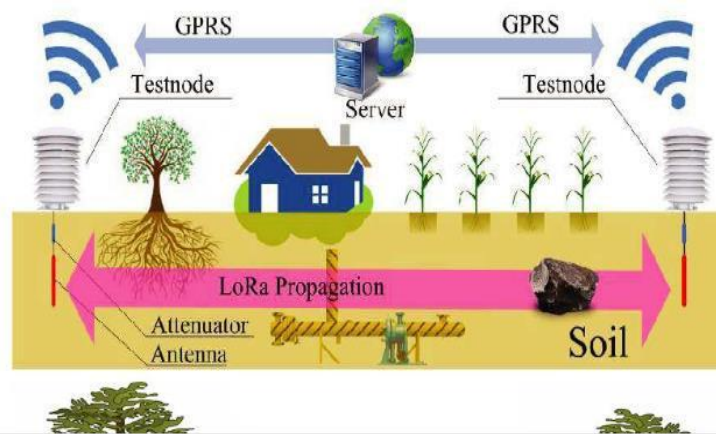 GPRS
GPRS
Testnode
Server
Testnode
LoRa Propagation
Attenuator
Antenna
Soil